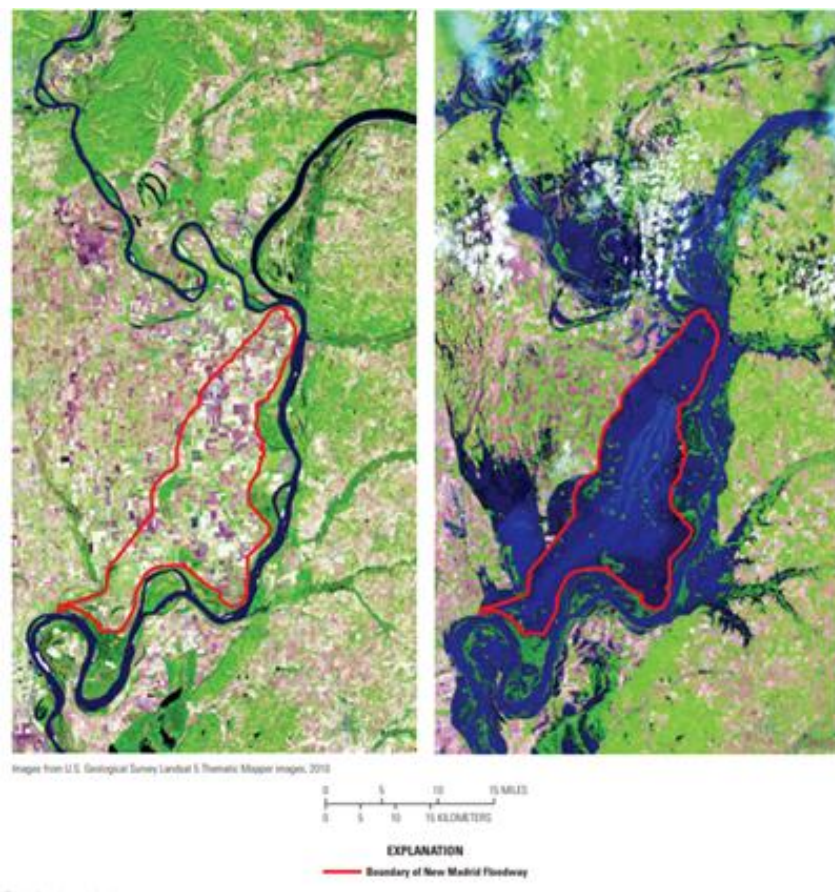 Images from U.S. Geological Survey Landsat 5 Thematic Mapper images, 2010
0 5 10 15 MILES
0 5 10 15 KILOMETERS
EXPLANATION
Boundary of New Madrid Floodway